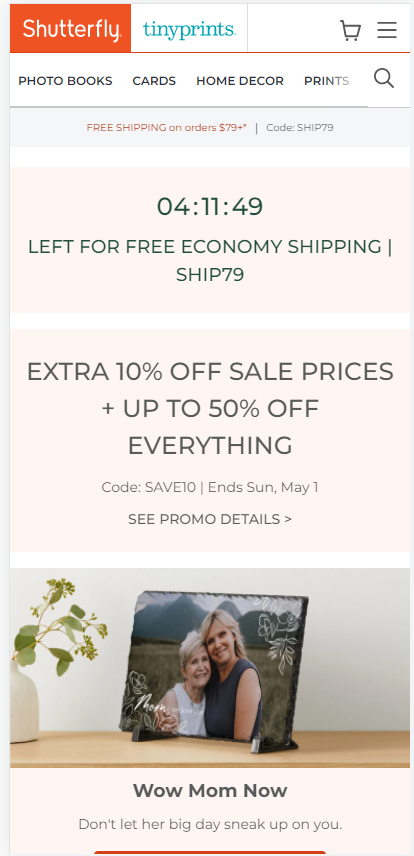 Shutterfly.
tinyprints.
PHOTO BOOKS CARDS HOME DECOR PRINTS
FREE SHIPPING on orders $79+* | Code: SHIP79
04:11:49
LEFT FOR FREE ECONOMY SHIPPING |
SHIP79
EXTRA 10% OFF SALE PRICES
+ UP TO 50% OFF
EVERYTHING
Code: SAVE10 | Ends Sun, May 1
SEE PROMO DETAILS >
Mom,
Wow Mom Now
Don't let her big day sneak up on you.